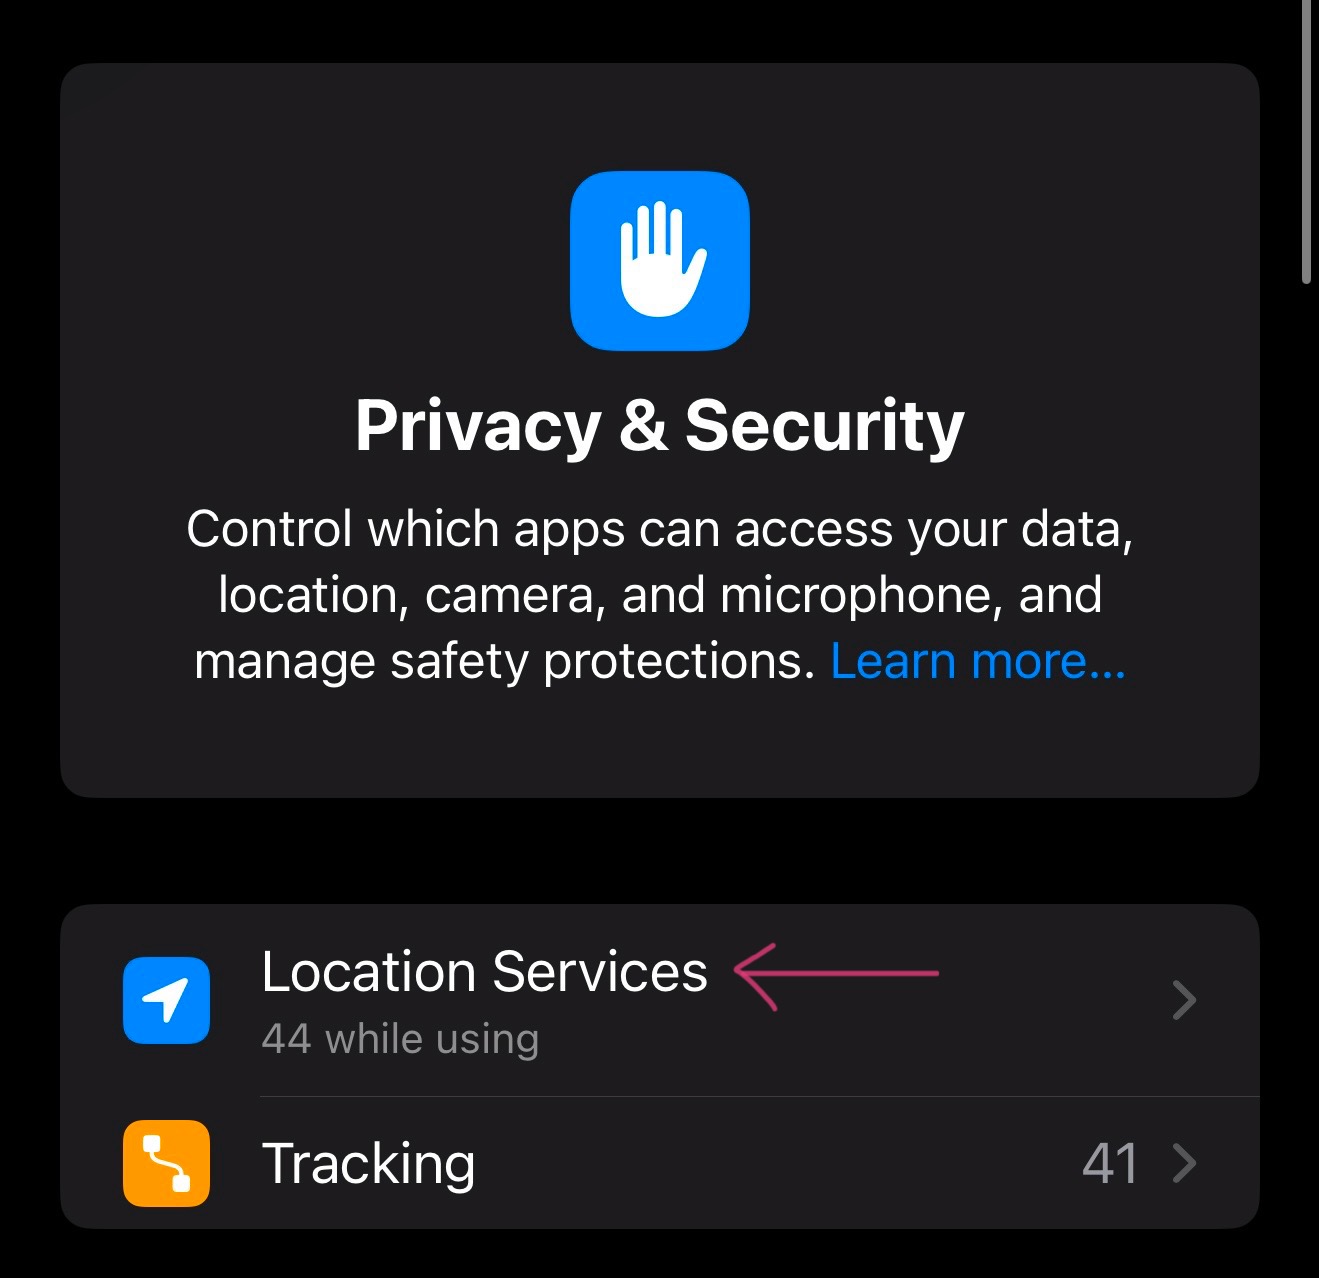 Privacy & Security
Control which apps can access your data,
location, camera, and microphone, and
manage safety protections. Learn more...
Location Services
44 while using
Tracking
41